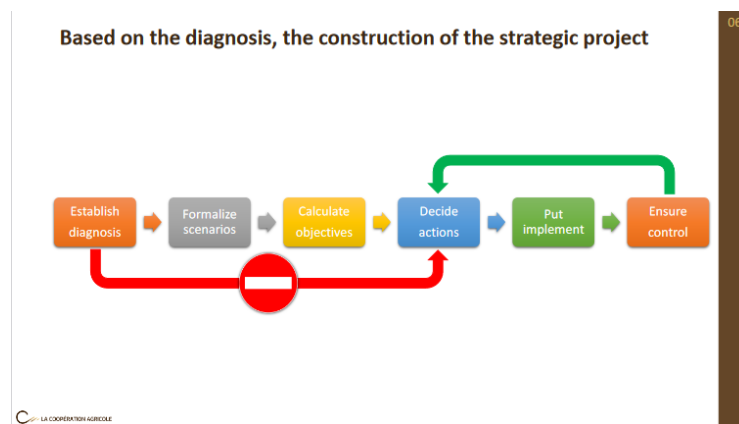 Based on the diagnosis, the construction of the strategic project
06
Establish
diagnosis
Formalize
scenarios
Calculate
objectives
Decide
actions
Put
implement
Ensure
control
LA COOPÉRATION AGRICOLE